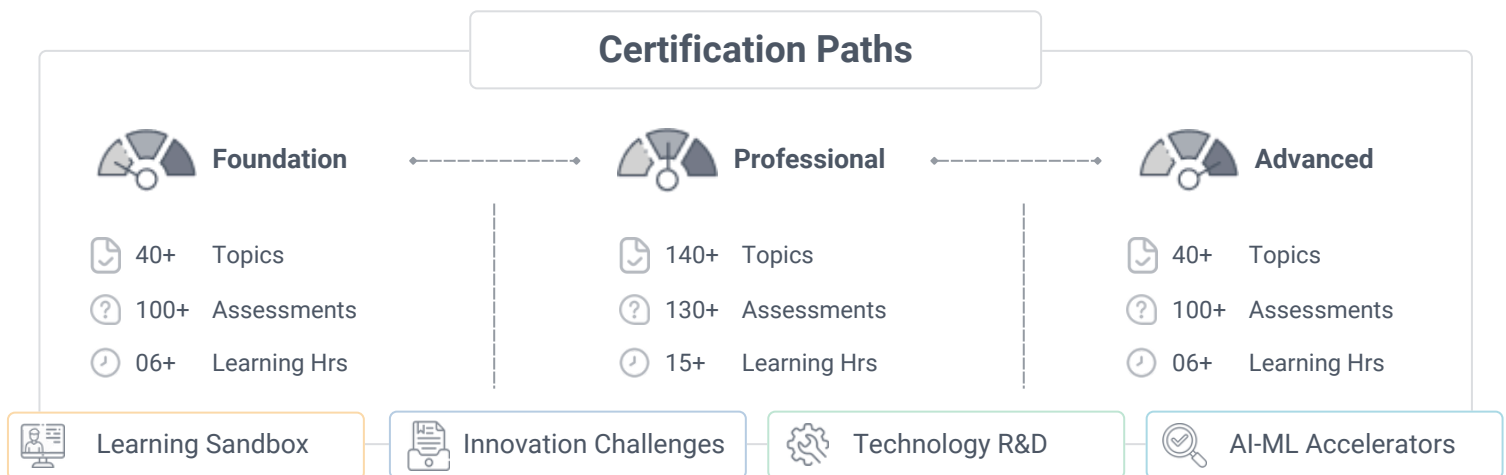 Certification Paths
Foundation
Professional
Advanced
40+ Topics
140+ Topics
40+ Topics
100+ Assessments
130+ Assessments
100+ Assessments
06+ Learning Hrs
15+ Learning Hrs
06+ Learning Hrs
Learning Sandbox
Innovation Challenges
Technology R&D
AI-ML Accelerators